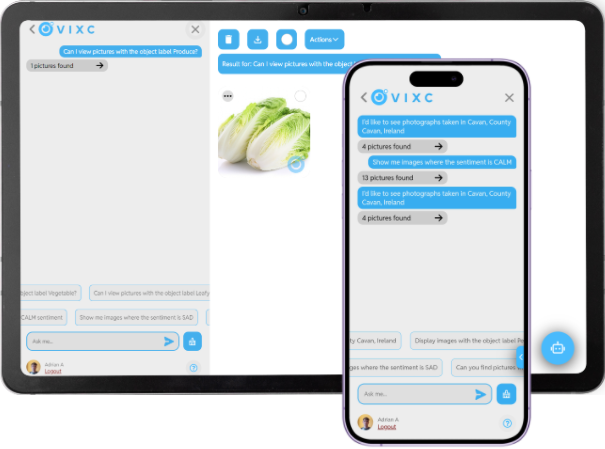 VIXC
Can I view pictures with the object label Produce?
1 pictures found
object label Vegetable?
Can I view pictures with the object label Leafy
CALM sentiment
Show me images where the sentiment is SAD
Ask me...
Adrian A
Logout
Actions
Result for: Can I view pictures with the object
VIXC
I'd like to see photographs taken in Cavan, County
Cavan, Ireland
4 pictures found
Show me images where the sentiment is CALM
13 pictures found
I'd like to see photographs taken in Cavan, County
Cavan, Ireland
4 pictures found
ty Cavan, Ireland
Display images with the object label Pe
ges where the sentiment is SAD
Can you find pictures
Ask me...
Adrian A
Logout